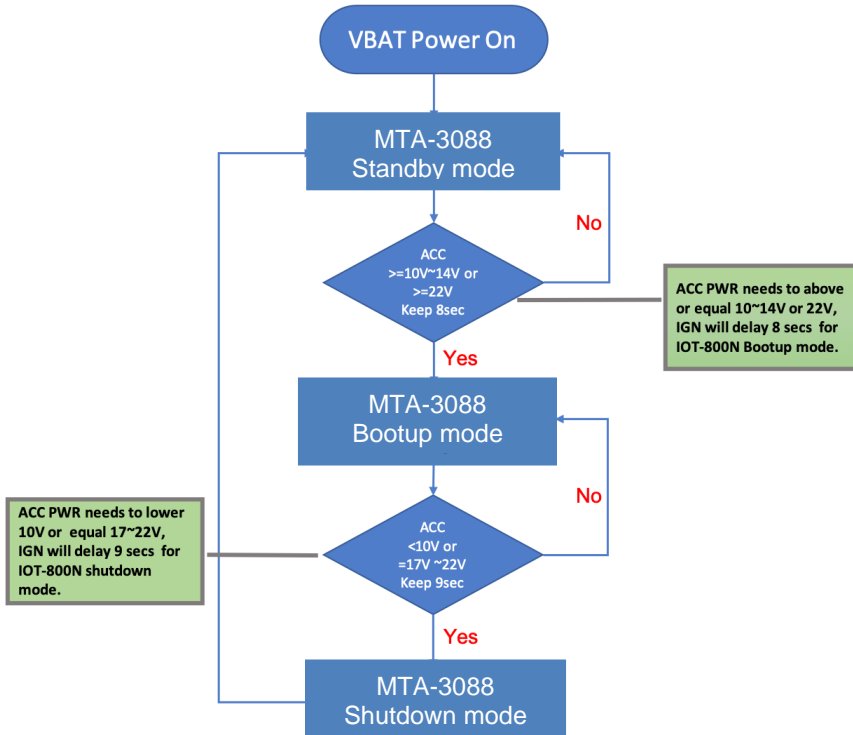 VBAT Power On
MTA-3088
Standby mode
No
ACC
>=10V~14V or
>=22V
Keep 8sec
ACC PWR needs to above
or equal 10~14V or 22V,
IGN will delay 8 secs for
IOT-800N Bootup mode.
Yes
MTA-3088
Bootup mode
No
ACC PWR needs to lower
10V or equal 17~22V,
IGN will delay 9 secs for
IOT-800N shutdown
mode.
ACC
<10V or
=17V ~22V
Keep 9sec
Yes
MTA-3088
Shutdown mode